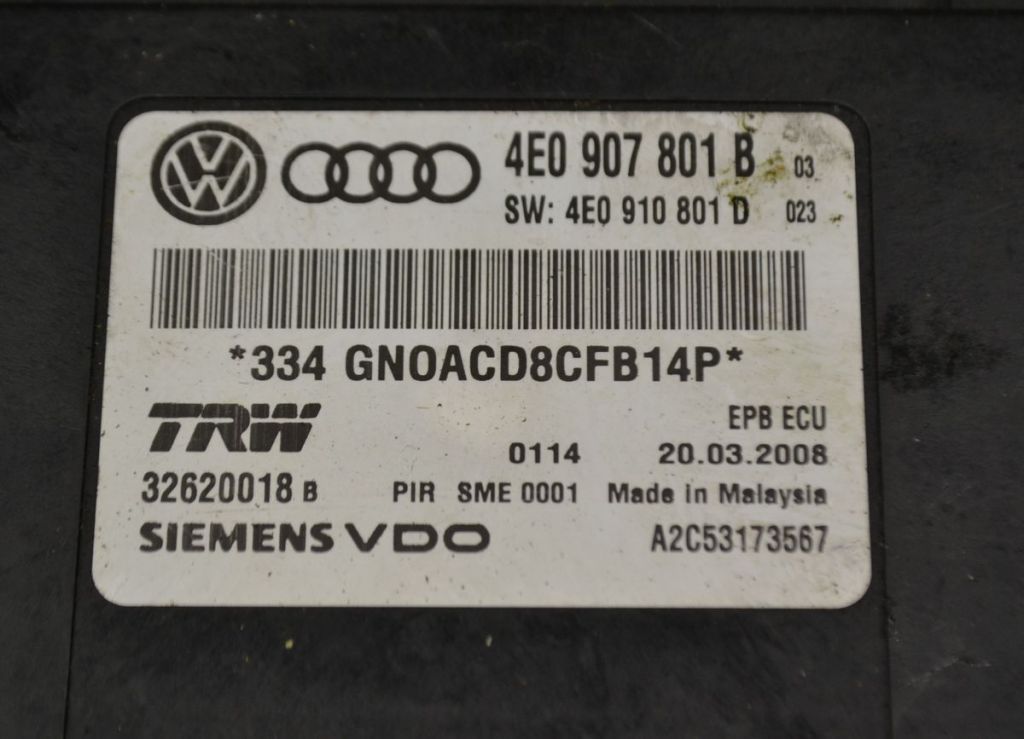 4E0 907 801 B 03
SW: 4E0 910 801 D 023
*334 GN0ACD8CFB14P*
TRW
EPB ECU
0114 20.03.2008
32620018 B PIR SME 0001 Made in Malaysia
SIEMENS VDO A2C53173567